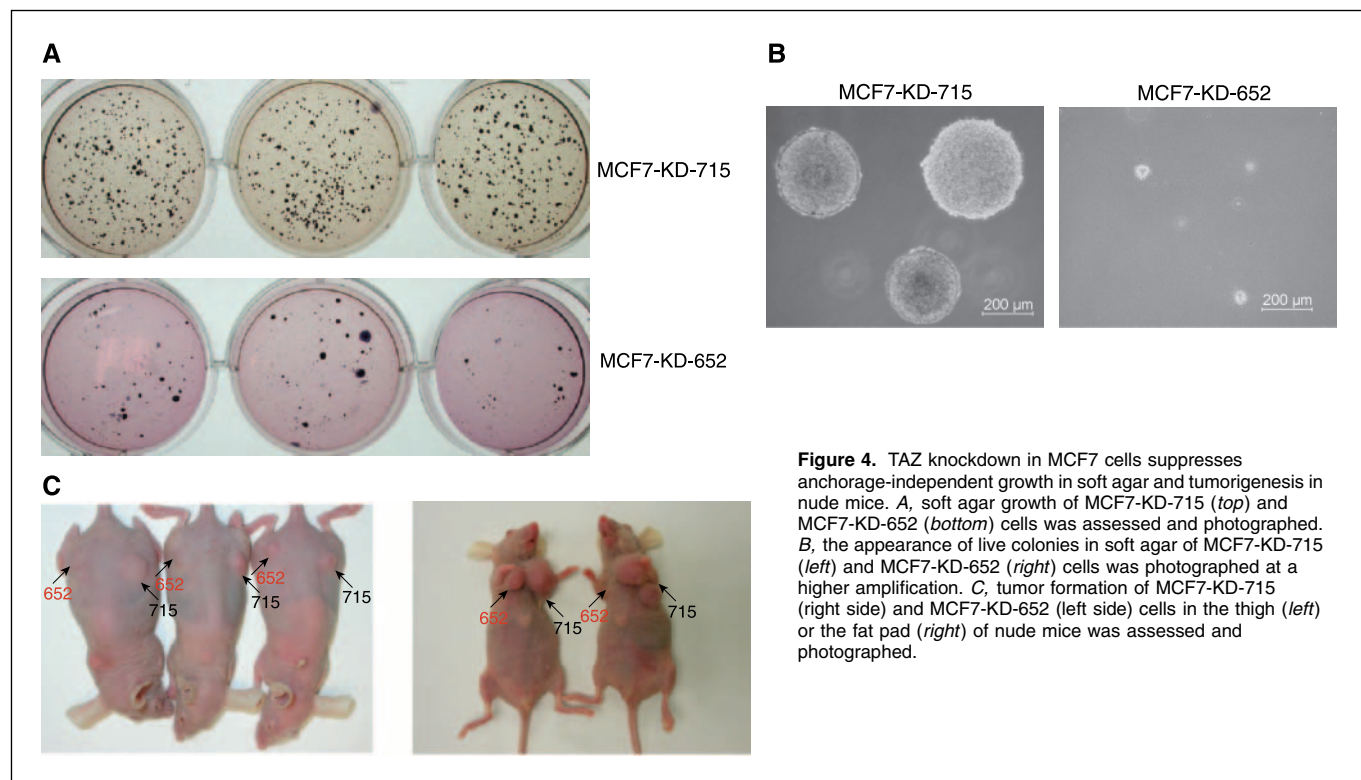 A
MCF7-KD-715
MCF7-KD-652
B
MCF7-KD-715
MCF7-KD-652
200 µm
200 µm
C
652
715
652
715
652
715
652
715
652
715
Figure 4. TAZ knockdown in MCF7 cells suppresses
anchorage-independent growth in soft agar and tumorigenesis in
nude mice. A, soft agar growth of MCF7-KD-715 (top) and
MCF7-KD-652 (bottom) cells was assessed and photographed.
B, the appearance of live colonies in soft agar of MCF7-KD-715
(left) and MCF7-KD-652 (right) cells was photographed at a
higher amplification. C, tumor formation of MCF7-KD-715
(right side) and MCF7-KD-652 (left side) cells in the thigh (left)
or the fat pad (right) of nude mice was assessed and
photographed.